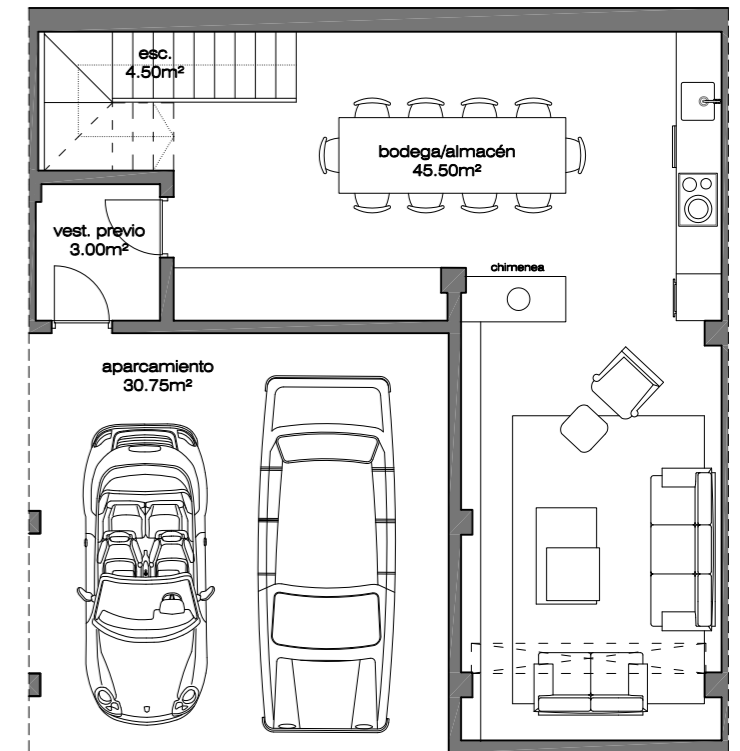 esc.
4.50m²
bodega/almacén
45.50m²
vest. previo
3.00m²
chimenea
aparcamiento
30.75m²